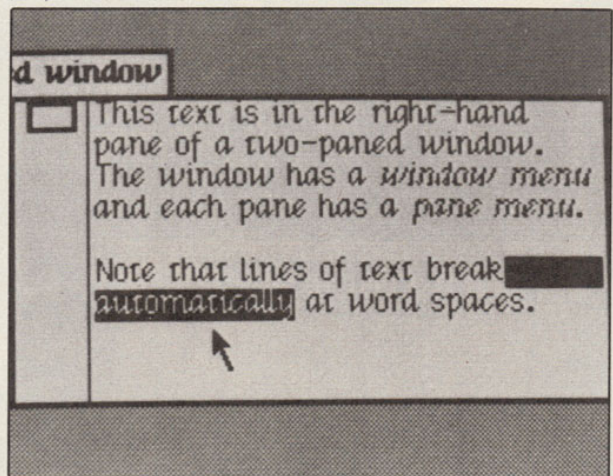 d window
This text is in the right-hand
pane of a two-paned window.
The window has a window menu
and each pane has a pane menu.
Note that lines of text break
automatically at word spaces.